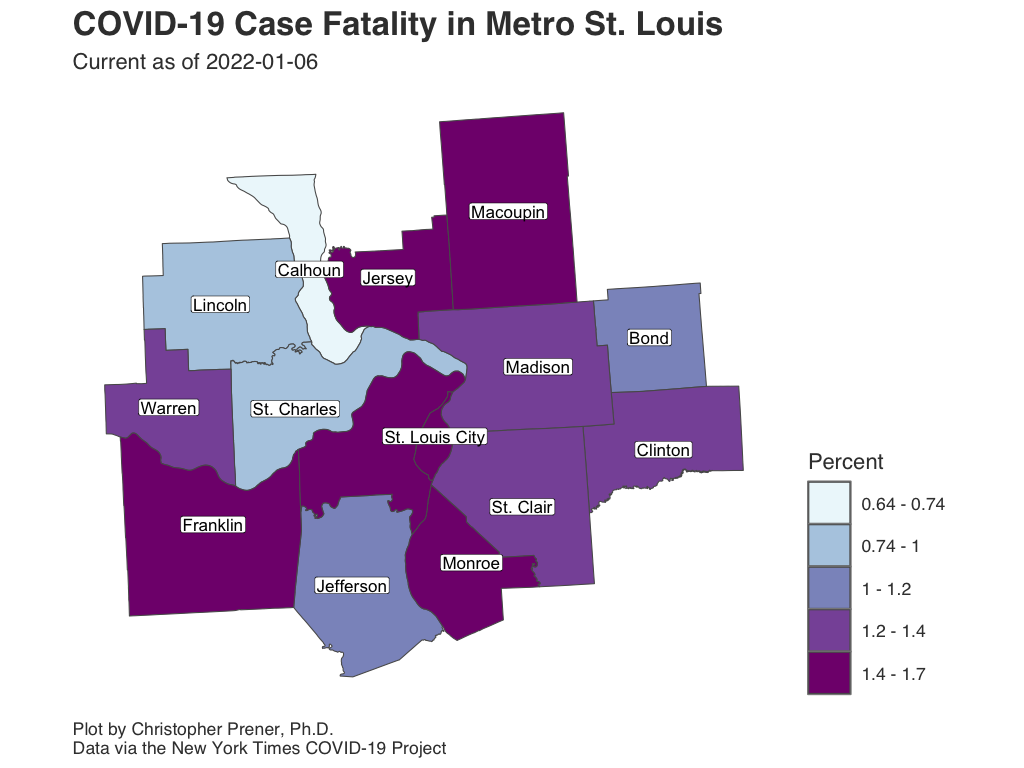 COVID-19 Case Fatality in Metro St. Louis
Current as of 2022-01-06
Macoupin
Calhoun
Jersey
Lincoln
Bond
Madison
Warren
St. Charles
St. Louis City
Clinton
St. Clair
Franklin
Monroe
Jefferson
Percent
0.64 - 0.74
0.74 - 1
1 - 1.2
1.2 - 1.4
1.4 - 1.7
Plot by Christopher Prener, Ph.D.
Data via the New York Times COVID-19 Project